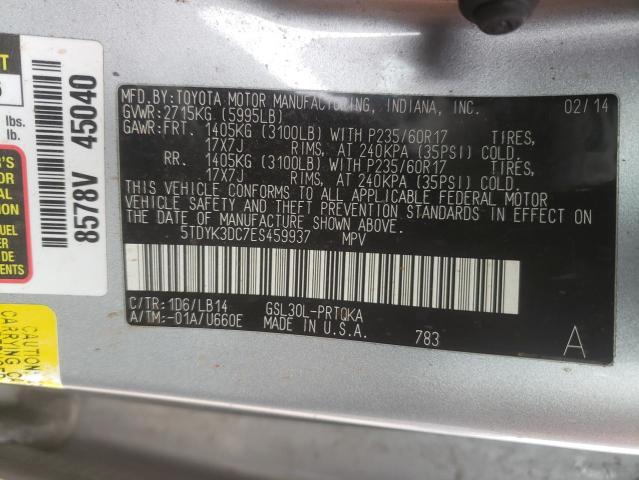 MFD.BY:TOYOTA MOTOR MANUFACTURING, INDIANA, INC. 02/14
GVWR:2715KG (5995LB)
GAWR:FRT. 1405KG (3100LB) WITH P235/60R17 TIRES,
17X7J RIMS, AT 240KPA (35PSI) COLD.
RR. 1405KG (3100LB) WITH P235/60R17 TIRES,
17X7J RIMS, AT 240KPA (35PSI) COLD.
THIS VEHICLE CONFORMS TO ALL APPLICABLE FEDERAL MOTOR
VEHICLE SAFETY AND THEFT PREVENTION STANDARDS IN EFFECT ON
THE DATE OF MANUFACTURE SHOWN ABOVE.
5TDYK3DC7ES459937 MPV
C/TR:1D6/LB14 GSL30L-PRTQKA
A/TM:-01A/U660E MADE IN U.S.A. 783 A
8578V 45040
lbs.
lb.
CAUTION
CARRYING